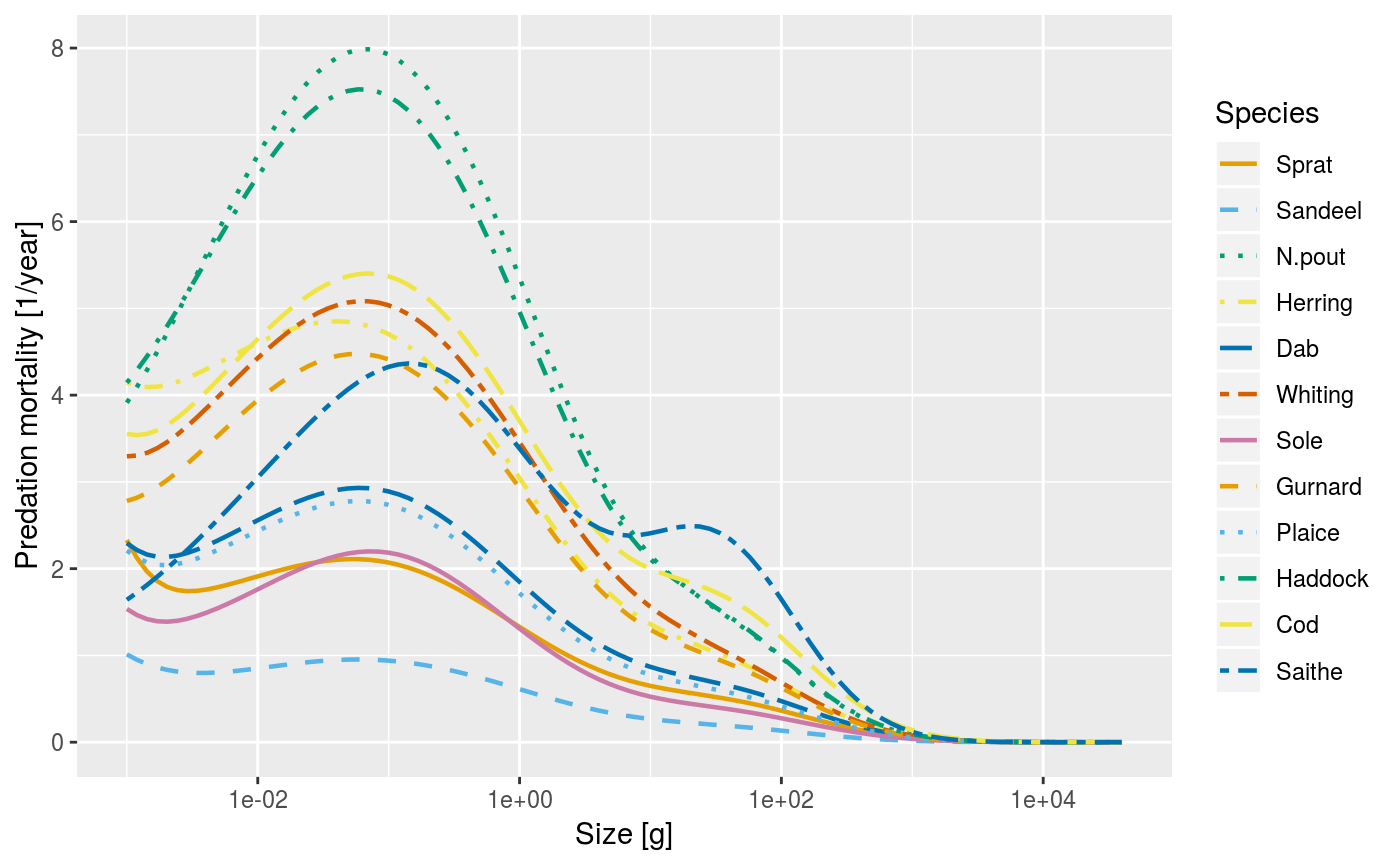 8
6
4
2
0
Predation mortality [1/year]
1e-02
1e+00
1e+02
1e+04
Size [g]
Species
Sprat
Sandeel
N.pout
Herring
Dab
Whiting
Sole
Gurnard
Plaice
Haddock
Cod
Saithe